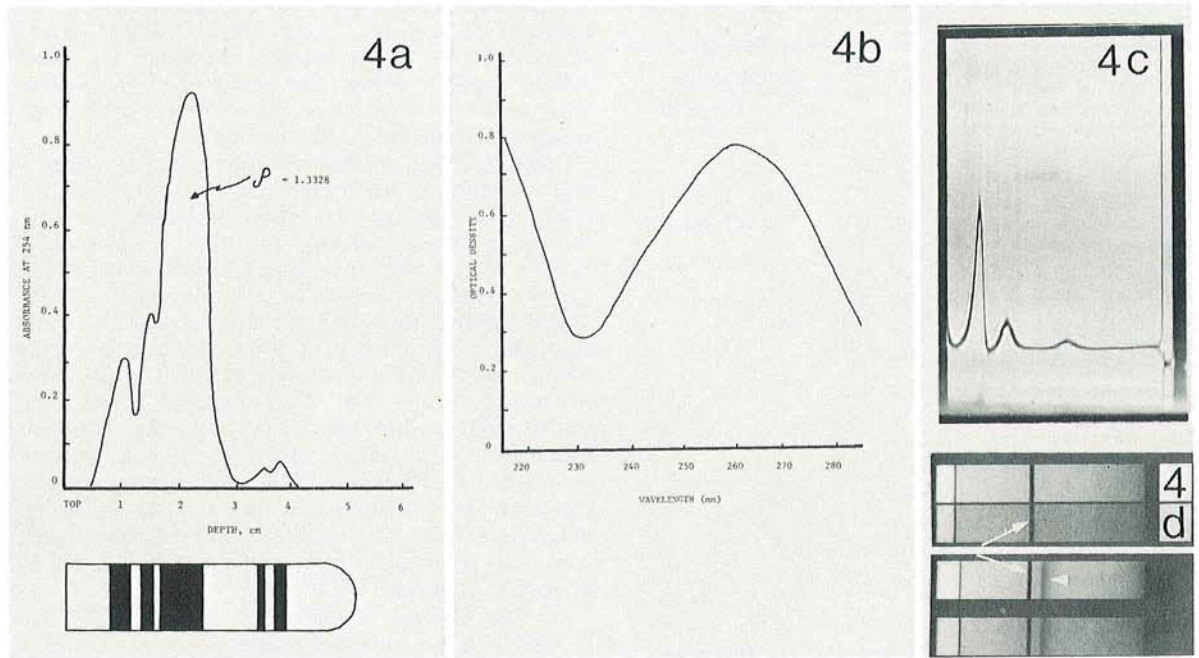 4a
1.0
0.8
0.6
0.4
0.2
0
ABSORBANCE AT 254 nm
ρ = 1.3328
TOP 1 2 3 4 5 6
DEPTH, cm
4b
1.0
0.8
0.6
0.4
0.2
0
OPTICAL DENSITY
220 230 240 250 260 270 280
WAVELENGTH (nm)
4c
4
d